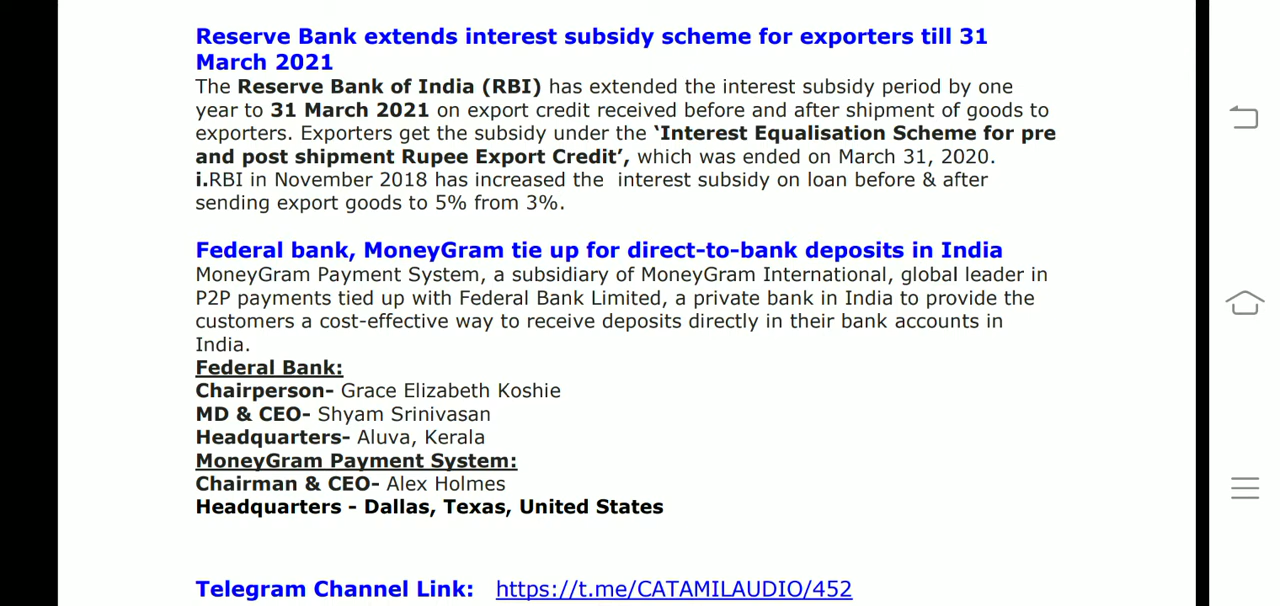 Reserve Bank extends interest subsidy scheme for exporters till 31
March 2021
The Reserve Bank of India (RBI) has extended the interest subsidy period by one
year to 31 March 2021 on export credit received before and after shipment of goods to
exporters. Exporters get the subsidy under the ‘Interest Equalisation Scheme for pre
and post shipment Rupee Export Credit’, which was ended on March 31, 2020.
i.RBI in November 2018 has increased the interest subsidy on loan before & after
sending export goods to 5% from 3%.
Federal bank, MoneyGram tie up for direct-to-bank deposits in India
MoneyGram Payment System, a subsidiary of MoneyGram International, global leader in
P2P payments tied up with Federal Bank Limited, a private bank in India to provide the
customers a cost-effective way to receive deposits directly in their bank accounts in
India.
Federal Bank:
Chairperson- Grace Elizabeth Koshie
MD & CEO- Shyam Srinivasan
Headquarters- Aluva, Kerala
MoneyGram Payment System:
Chairman & CEO- Alex Holmes
Headquarters - Dallas, Texas, United States
Telegram Channel Link: https://t.me/CATAMILAUDIO/452